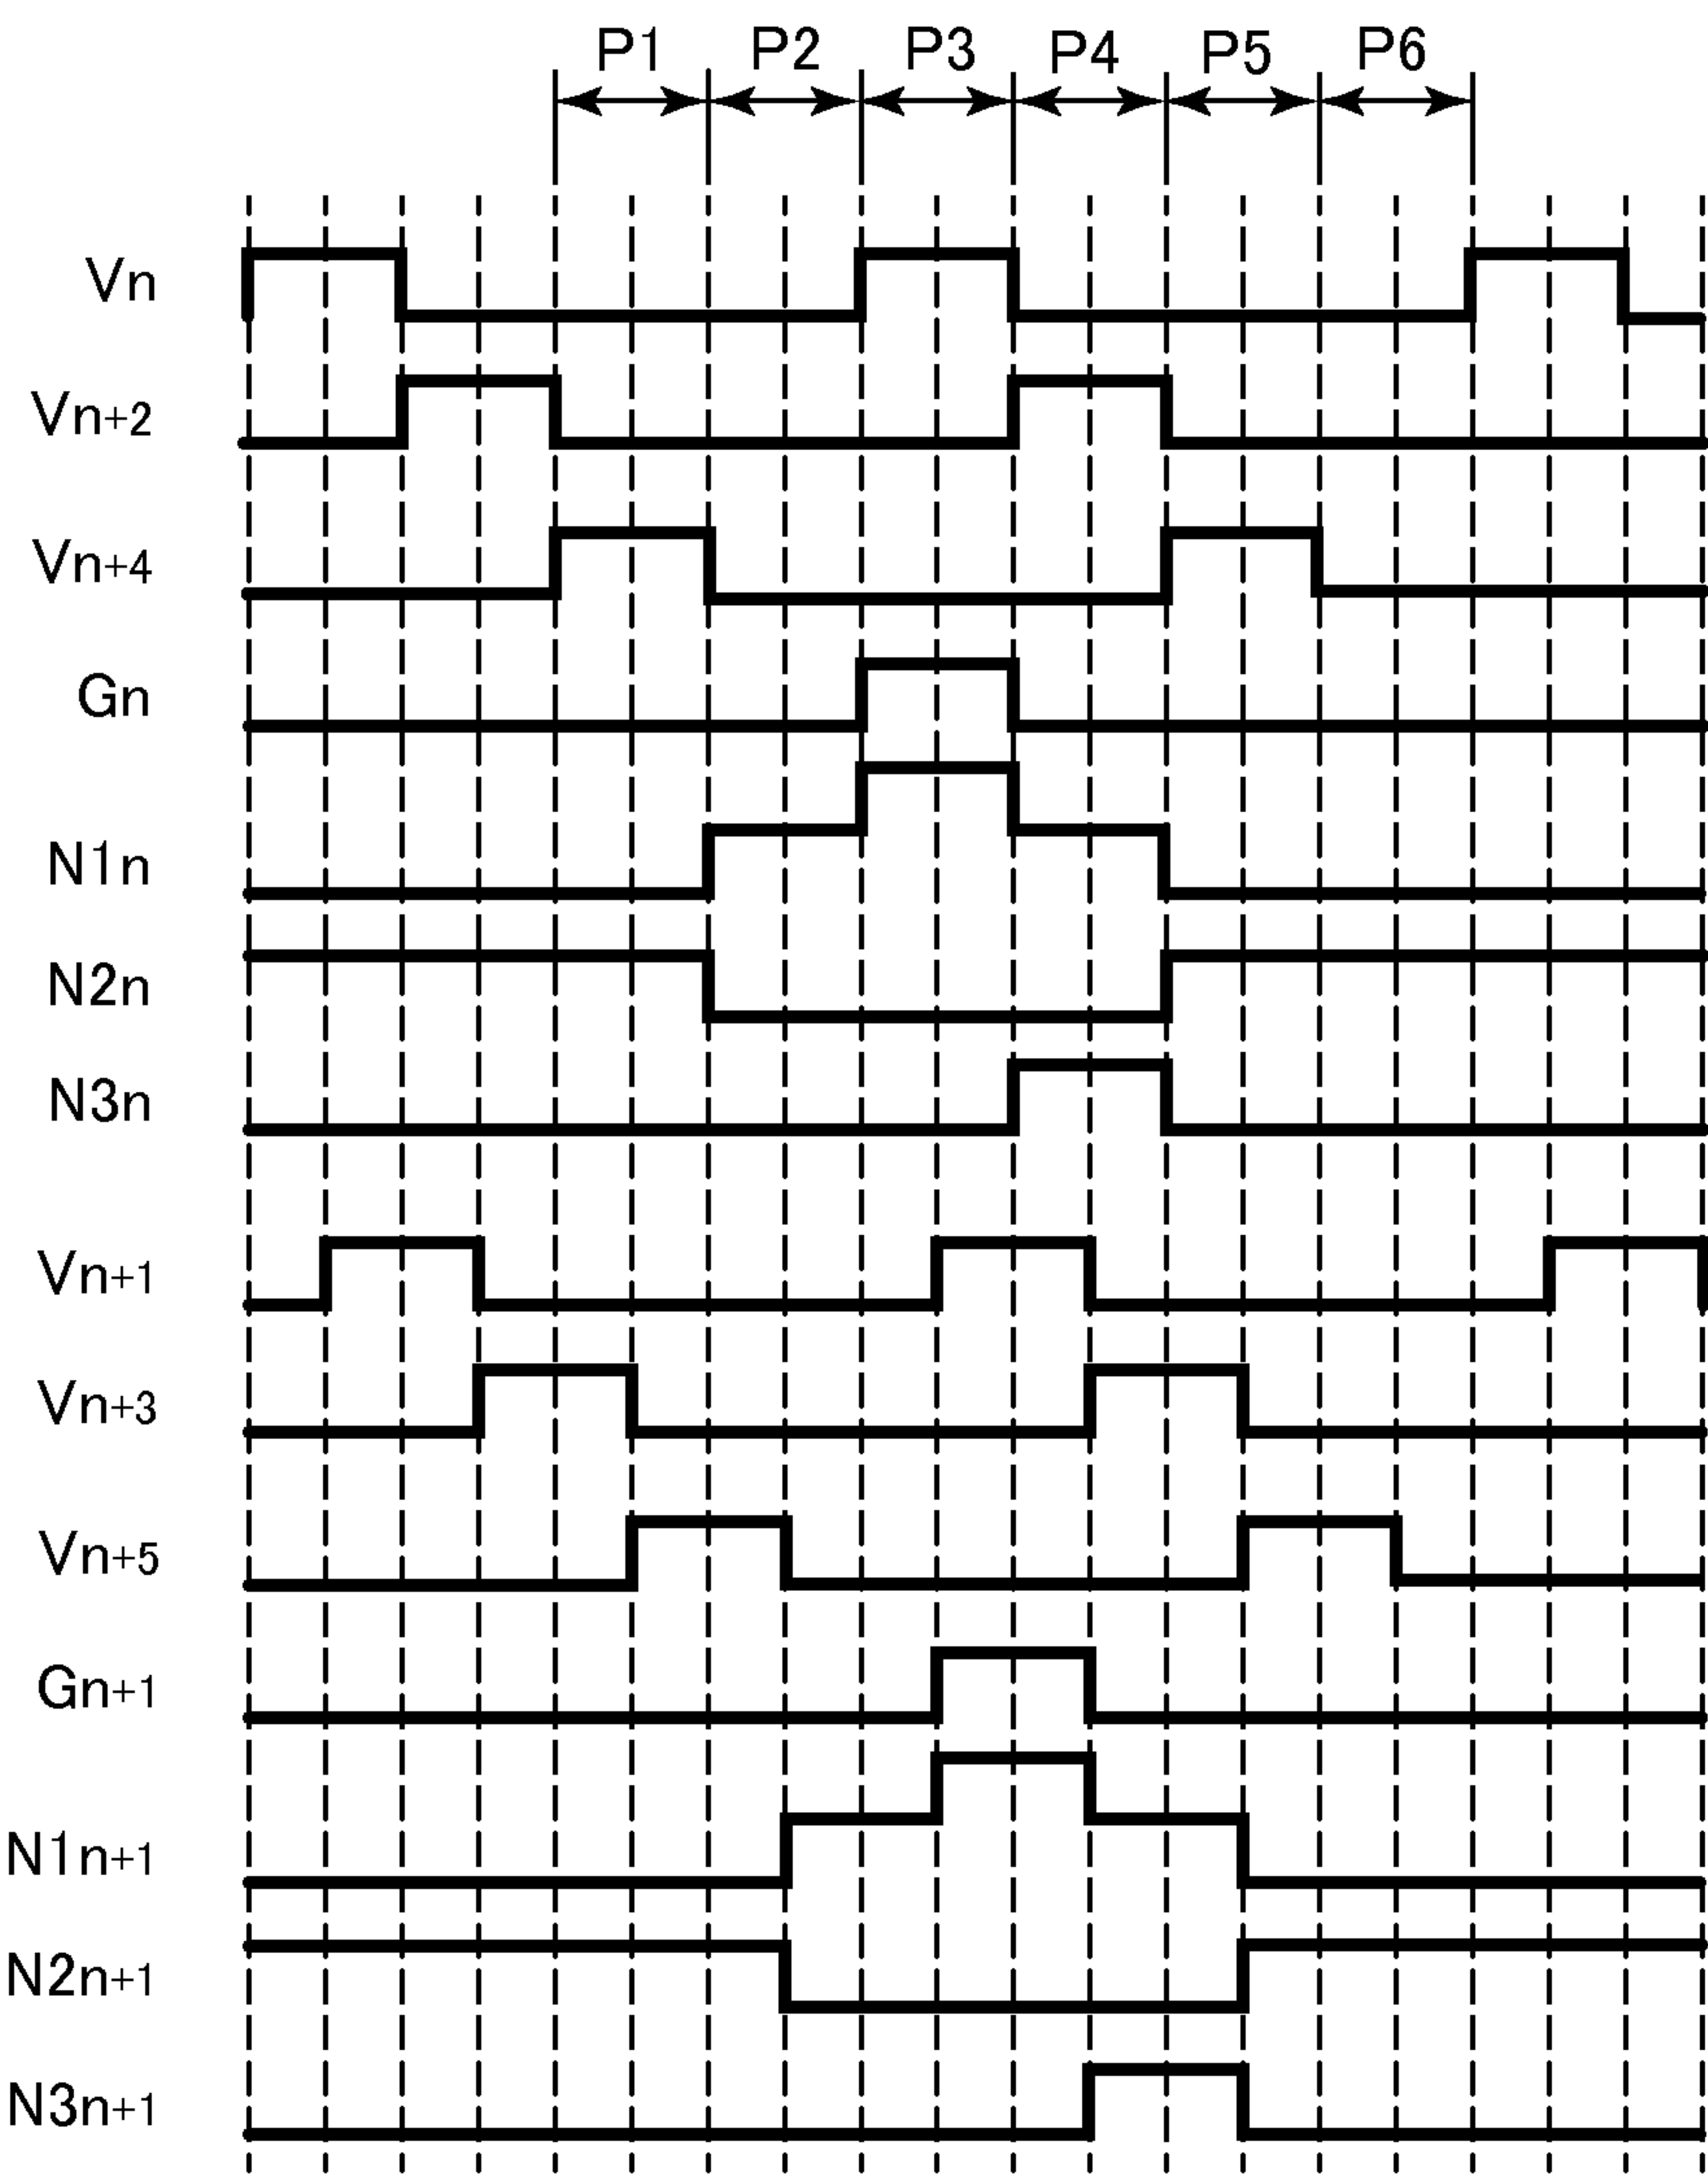 P1 P2 P3 P4 P5 P6
Vn
Vn+2
Vn+4
Gn
N1n
N2n
N3n
Vn+1
Vn+3
Vn+5
Gn+1
N1n+1
N2n+1
N3n+1